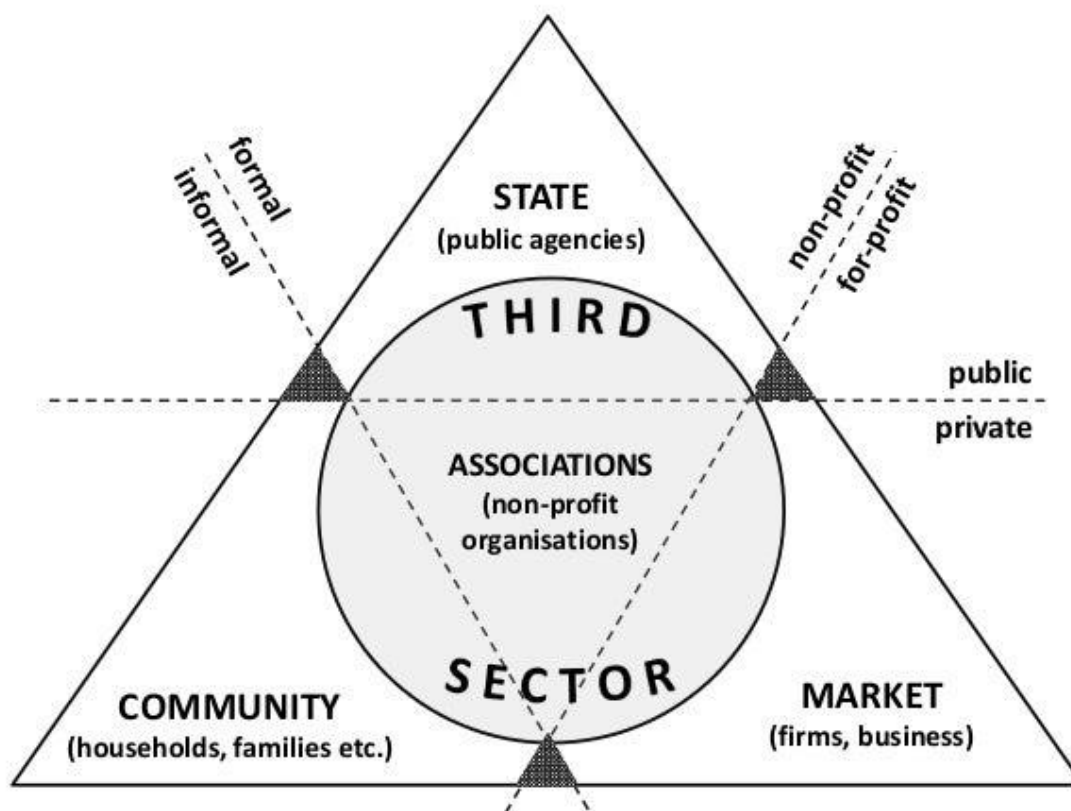 formal
informal
non-profit
for-profit
STATE
(public agencies)
THIRD
public
private
ASSOCIATIONS
(non-profit
organisations)
SECTOR
COMMUNITY
(households, families etc.)
MARKET
(firms, business)